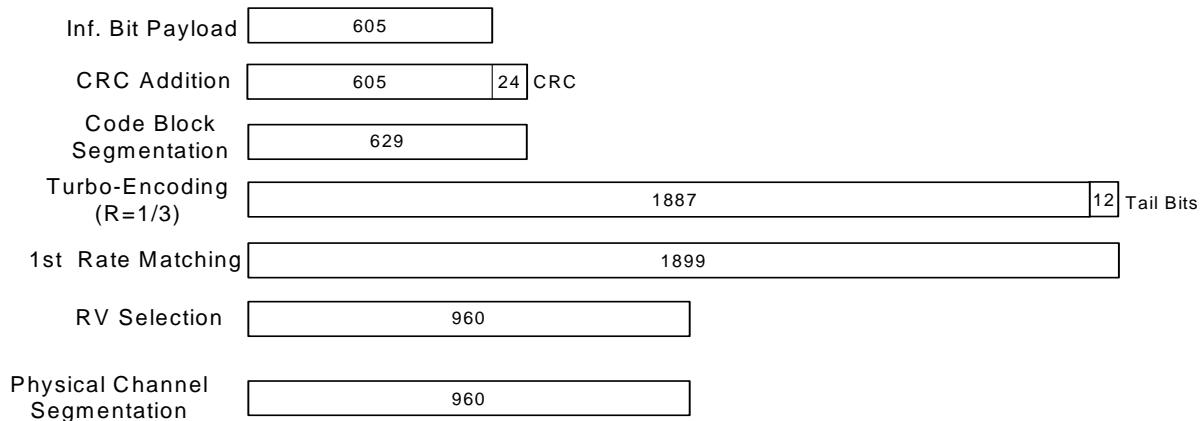 Inf. Bit Payload 605
CRC Addition 605 24 CRC
Code Block
Segmentation 629
Turbo-Encoding
(R=1/3) 1887 12 Tail Bits
1st Rate Matching 1899
RV Selection 960
Physical Channel
Segmentation 960